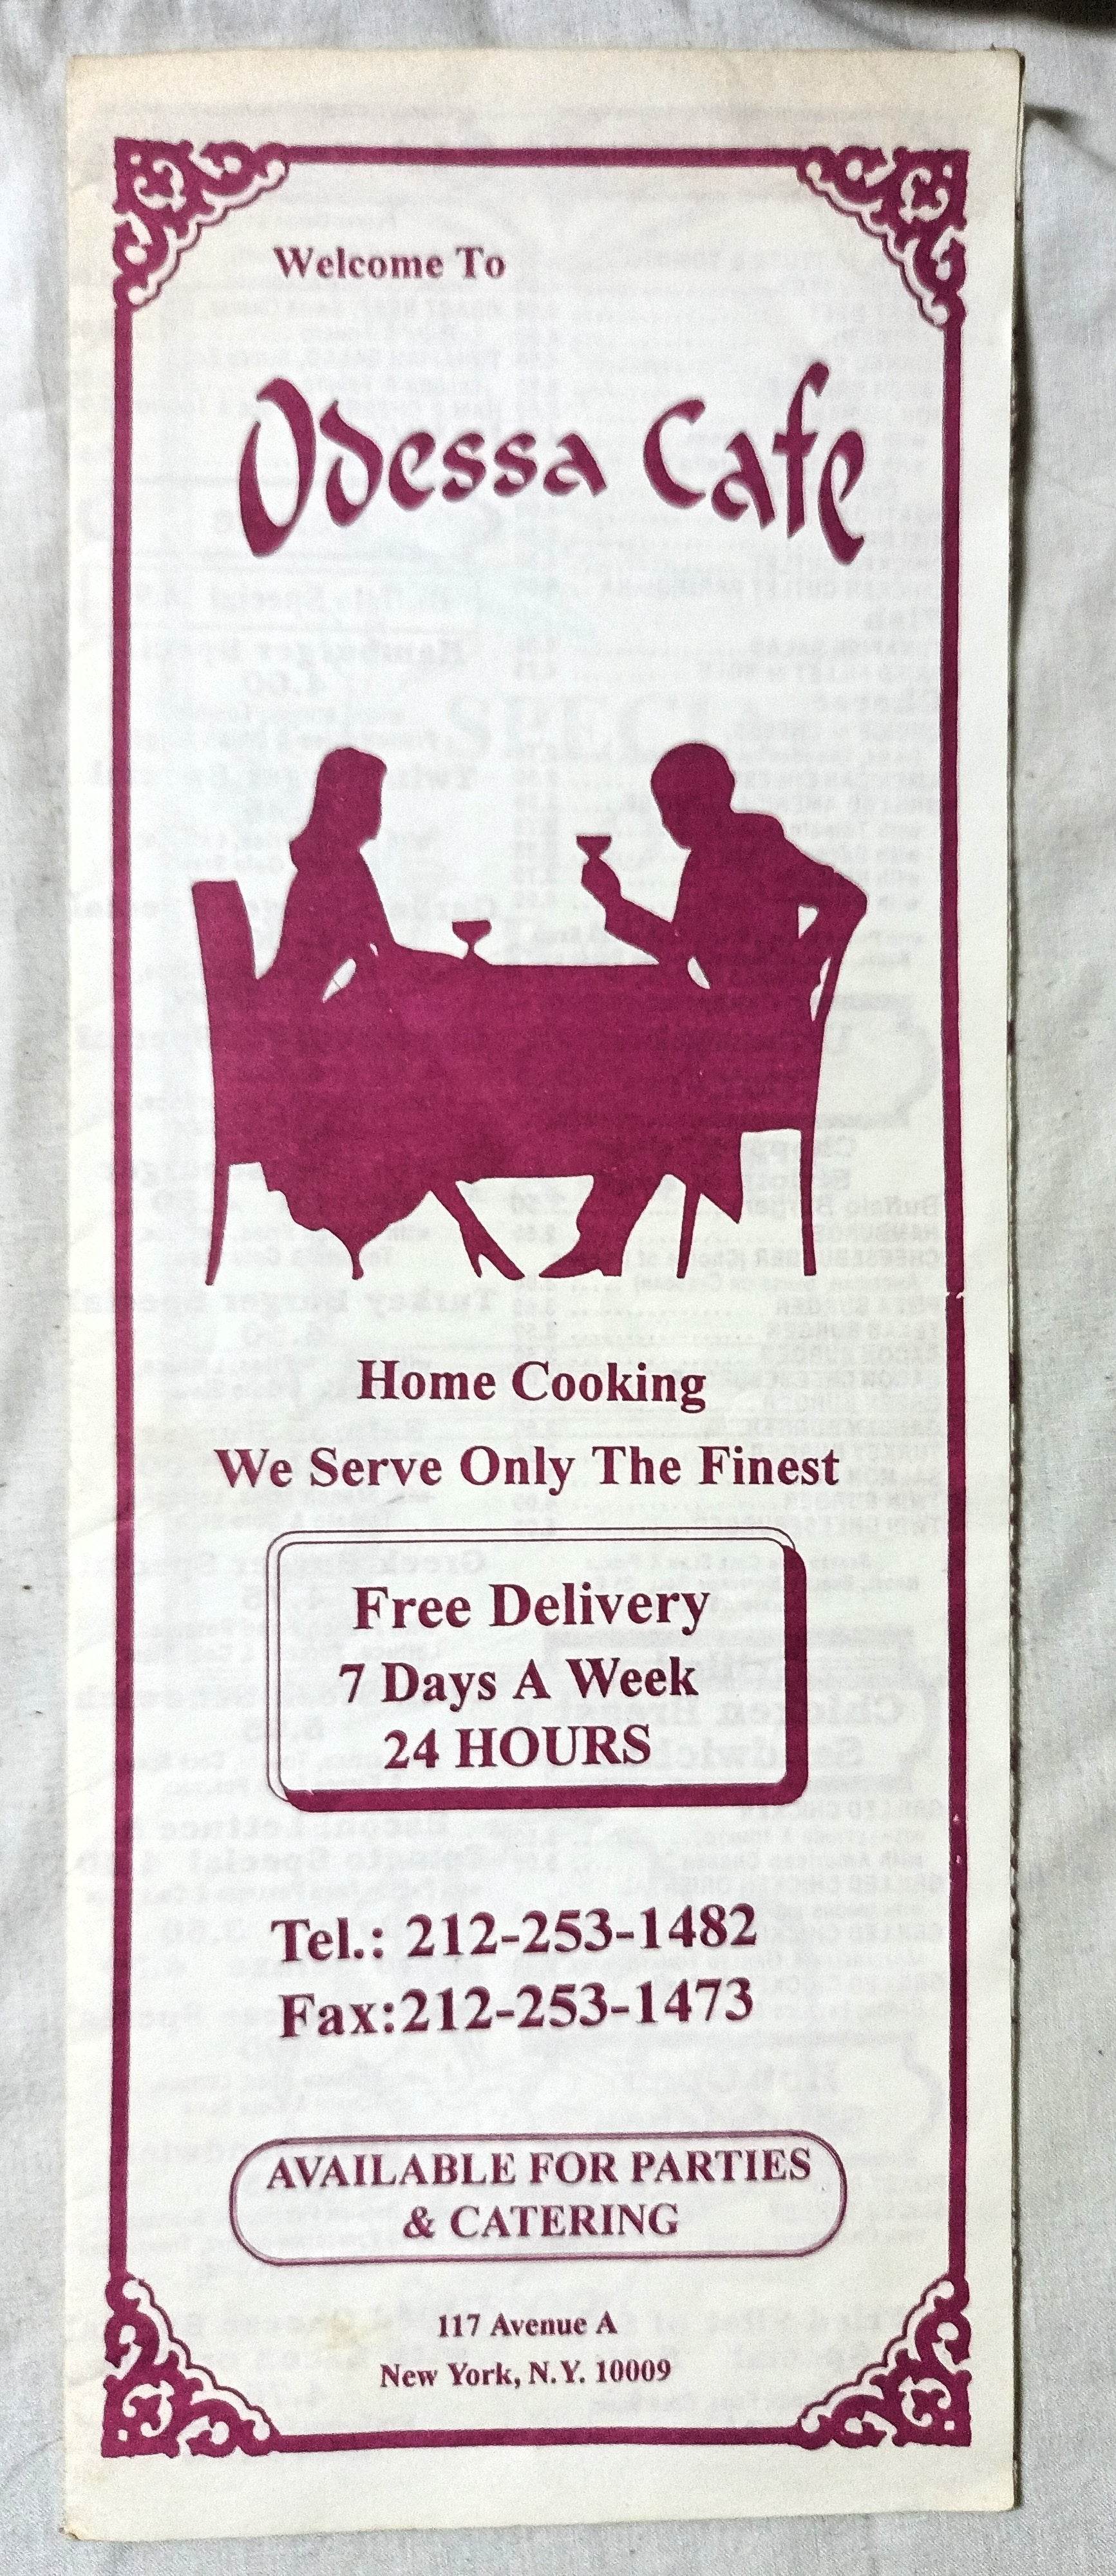 Welcome To
Odessa Cafe
Home Cooking
We Serve Only The Finest
Free Delivery
7 Days A Week
24 HOURS
Tel.: 212-253-1482
Fax:212-253-1473
AVAILABLE FOR PARTIES
& CATERING
117 Avenue A
New York, N.Y. 10009